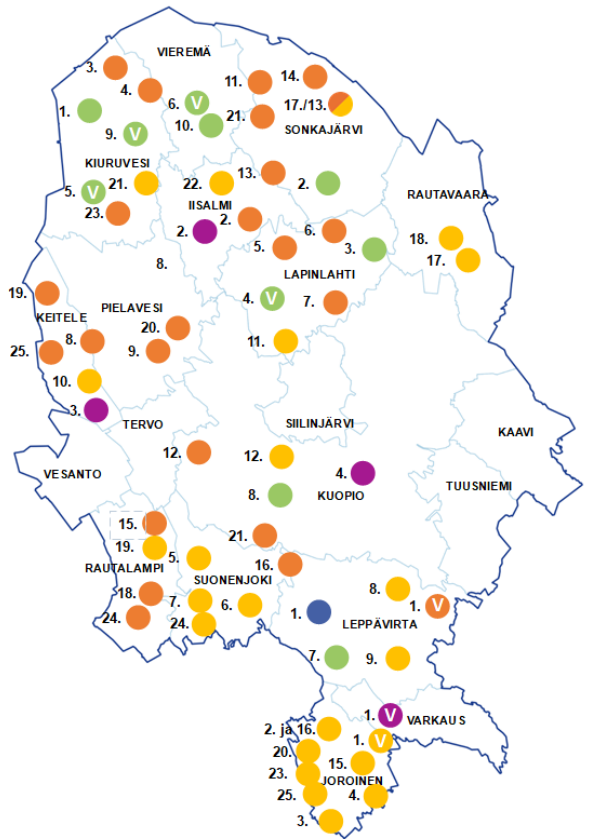 VIEREMÄ
3.
4.
11.
14.
1.
6. V
17./13.
10.
21.
SONKAJÄRVI
9. V
KIURUVESI
13.
5. V
21.
22.
2.
RAUTAVAARA
23.
IISALMI
2.
2.
6.
18.
5.
3.
17.
8.
LAPINLAHTI
19.
4. V
7.
KEITELE
PIELAVESI
20.
8.
25.
9.
11.
10.
3.
TERVO
SIILINJÄRVI
KAAVI
12.
12.
VESANTO
4.
TUUSNIEMI
8.
KUOPIO
15.
21.
19.
5.
16.
RAUTALAMPI
SUONENJOKI
18.
7.
6.
8.
1. V
24.
24.
1.
LEPPÄVIRTA
7.
9.
1. V
VARKAUS
2. ja 16.
1. V
20.
15.
23.
JOROINEN
25.
4.
3.